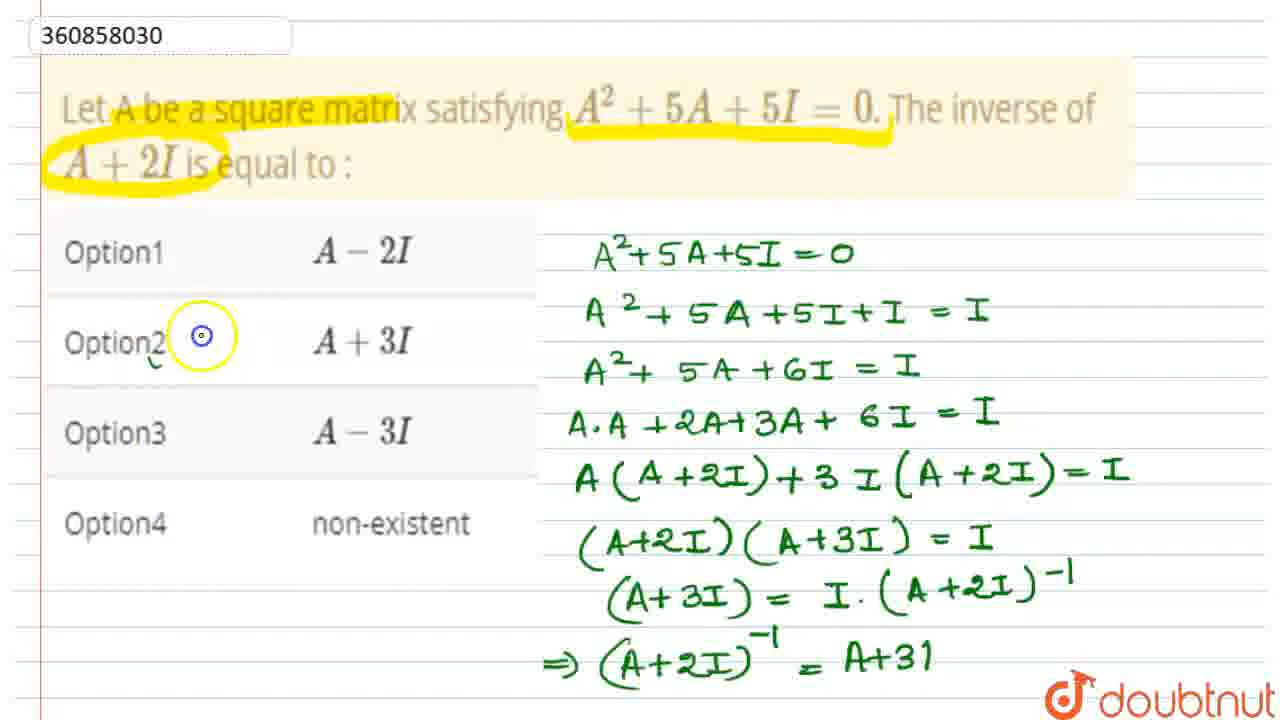 360858030
Let A be a square matrix satisfying A² + 5A + 5I = 0. The inverse of
A + 2I is equal to :
Option1 A − 2I
Option2 A + 3I
Option3 A − 3I
Option4 non-existent
A² + 5A + 5I = 0
A² + 5A + 5I + I = I
A² + 5A + 6I = I
A.A + 2A + 3A + 6I = I
A(A + 2I) + 3I(A + 2I) = I
(A+2I)(A+3I) = I
(A+3I) = I.(A+2I)⁻¹
⇒ (A+2I)⁻¹ = A+31
doubtnut